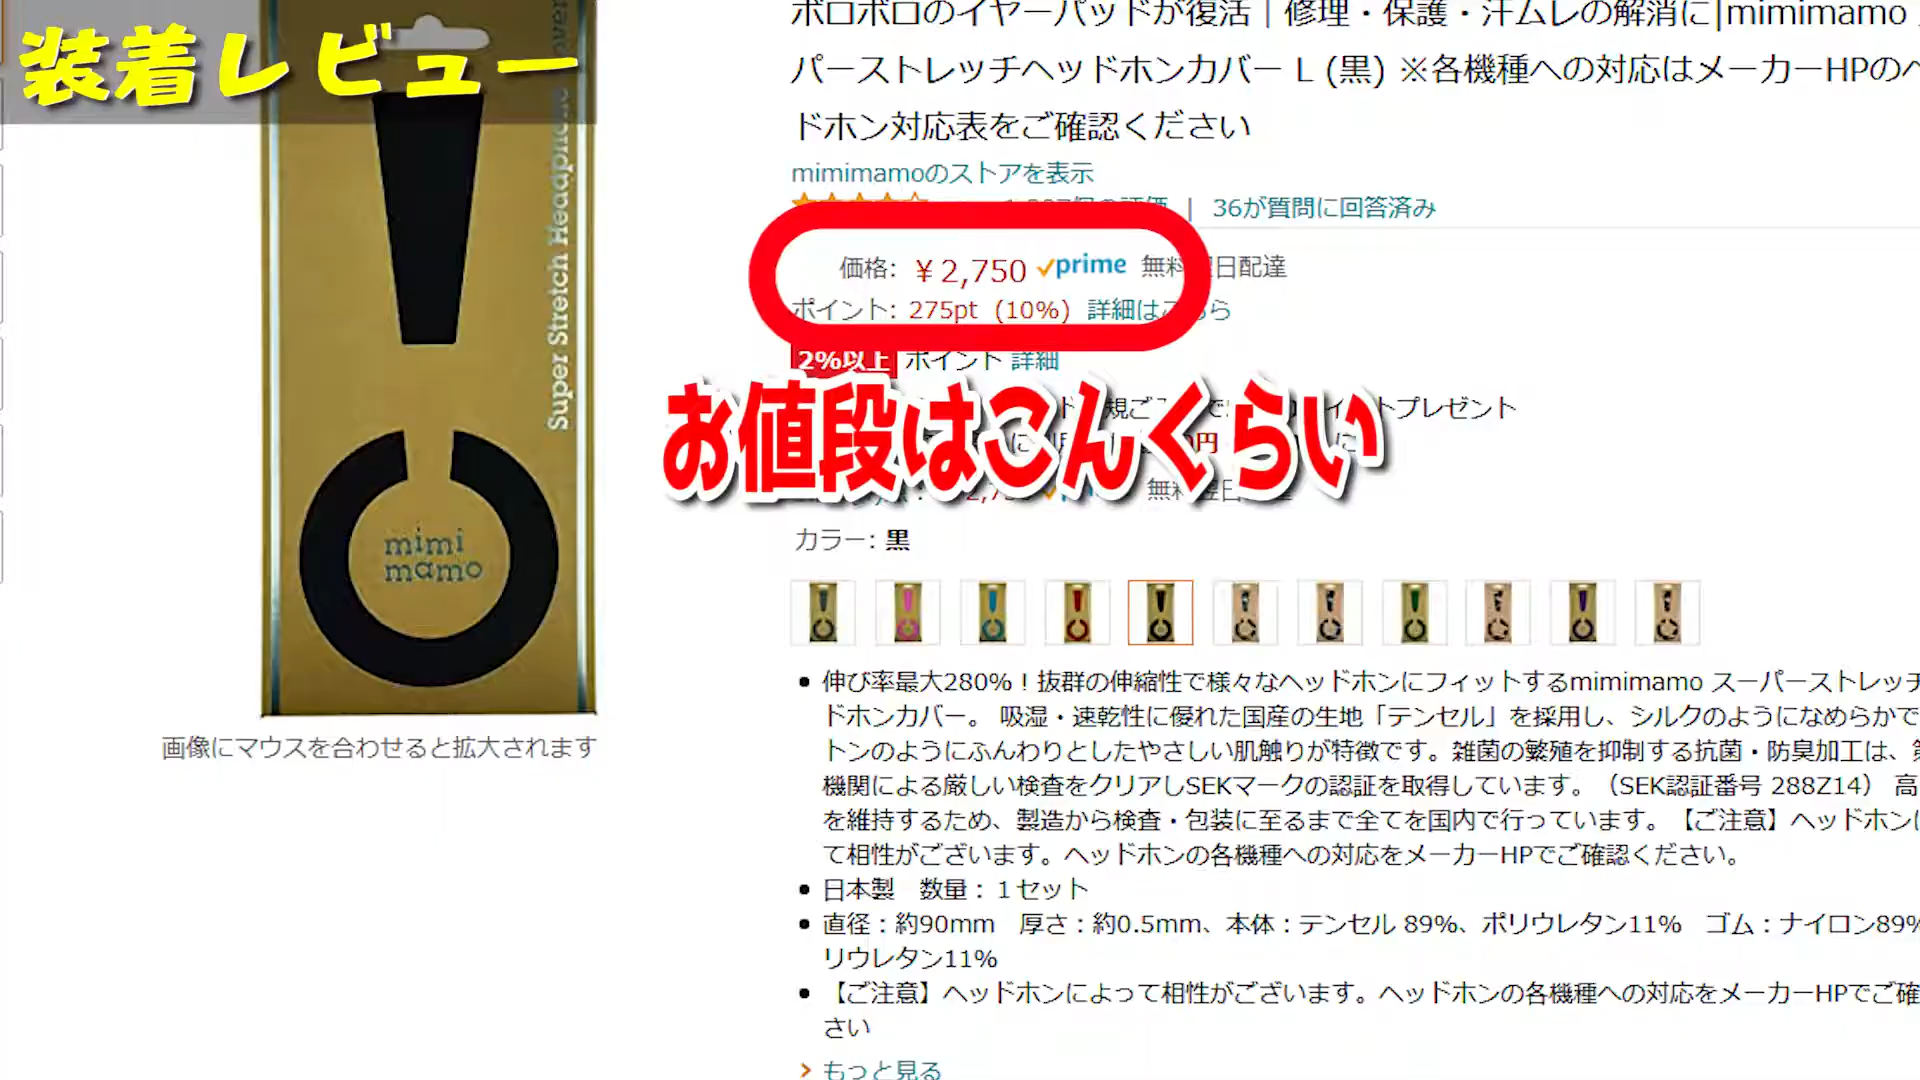 装着レビュー
Super Stretch Headphone
mimi
mamo
画像にマウスを合わせると拡大されます
ボロボロのイヤーパッドが復活｜修理・保護・汗ムレの解消に|mimimamo
パーストレッチヘッドホンカバー L (黒) ※各機種への対応はメーカーHPのヘ
ドホン対応表をご確認ください
mimimamoのストアを表示
個の評価 | 36が質問に回答済み
価格: ￥2,750 prime 無料翌日配達
ポイント: 275pt (10%) 詳細はこちら
2%以上 ポイント 詳細
トプレゼント
お値段はこんくらい
カラー: 黒
伸び率最大280%！抜群の伸縮性で様々なヘッドホンにフィットするmimimamo スーパーストレッチ
ドホンカバー。 吸湿・速乾性に優れた国産の生地「テンセル」を採用し、シルクのようになめらかで
トンのようにふんわりとしたやさしい肌触りが特徴です。雑菌の繁殖を抑制する抗菌・防臭加工は、第
機関による厳しい検査をクリアしSEKマークの認証を取得しています。（SEK認証番号 288Z14） 高
を維持するため、製造から検査・包装に至るまで全てを国内で行っています。【ご注意】ヘッドホンに
て相性がございます。ヘッドホンの各機種への対応をメーカーHPでご確認ください。
日本製　数量：１セット
直径：約90mm　厚さ：約0.5mm、本体：テンセル 89%、ポリウレタン11%　ゴム：ナイロン89%
リウレタン11%
【ご注意】ヘッドホンによって相性がございます。ヘッドホンの各機種への対応をメーカーHPでご確
さい
もっと見る